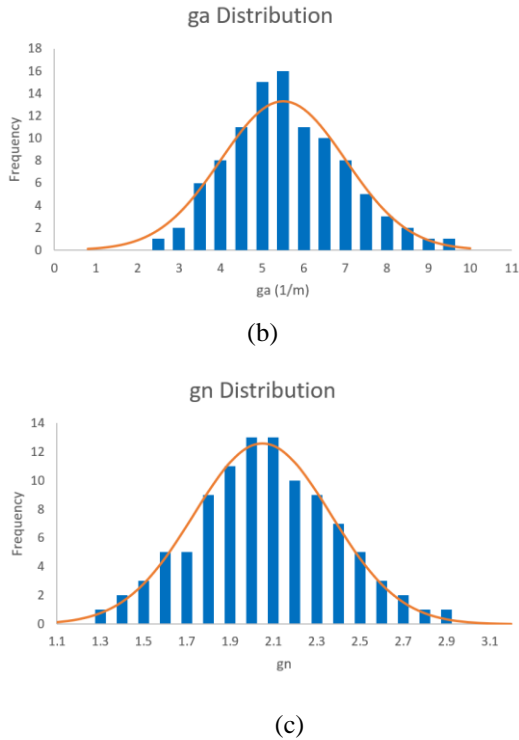 ga Distribution
18
16
14
12
10
8
6
4
2
0
Frequency
0 1 2 3 4 5 6 7 8 9 10 11
ga (1/m)
(b)
gn Distribution
14
12
10
8
6
4
2
0
Frequency
1.1 1.3 1.5 1.7 1.9 2.1 2.3 2.5 2.7 2.9 3.1
gn
(c)